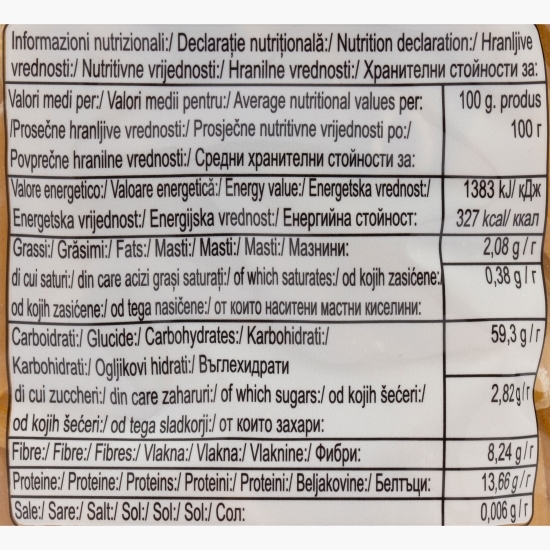 Informazioni nutrizionali:/ Declarație nutrițională:/ Nutrition declaration:/ Hranljive
vrednosti:/ Nutritivne vrijednosti:/ Hranilne vrednosti:/ Хранителни стойности за:
Valori medi per:/ Valori medii pentru:/ Average nutritional values per: 100 g. produs
/Prosečne hranljive vrednosti:/ Prosječne nutritivne vrijednosti po:/ 100 г
Povprečne hranilne vrednosti:/ Средни хранителни стойности за:
Valore energetico:/ Valoare energetică:/ Energy value:/ Energetska vrednost:/ 1383 kJ/ кДж
Energetska vrijednost:/ Energijska vrednost:/ Енергийна стойност: 327 kcal/ ккал
Grassi:/ Grăsimi:/ Fats:/ Masti:/ Masti:/ Masti:/ Мазнини: 2,08 g/г
di cui saturi:/ din care acizi grași saturați:/ of which saturates:/ od kojih zasićene:/ 0,38 g/г
od kojih zasićene:/ od tega nasičene:/ от които наситени мастни киселини:
Carboidrati:/ Glucide:/ Carbohydrates:/ Karbohidrati:/ 59,3 g/г
Karbohidrati:/ Ogljikovi hidrati:/ Въглехидрати
di cui zuccheri:/ din care zaharuri:/ of which sugars:/ od kojih šećeri:/ 2,82g/г
od kojih šećeri:/ od tega sladkorji:/ от които захари:
Fibre:/ Fibre:/ Fibres:/ Vlakna:/ Vlakna:/ Vlaknine:/ Фибри: 8,24 g/г
Proteine:/ Proteine:/ Proteins:/ Proteini:/ Proteini:/ Beljakovine:/ Белтъци: 13,66 g/г
Sale:/ Sare:/ Salt:/ Sol:/ Sol:/ Sol:/ Сол: 0,006 g/г